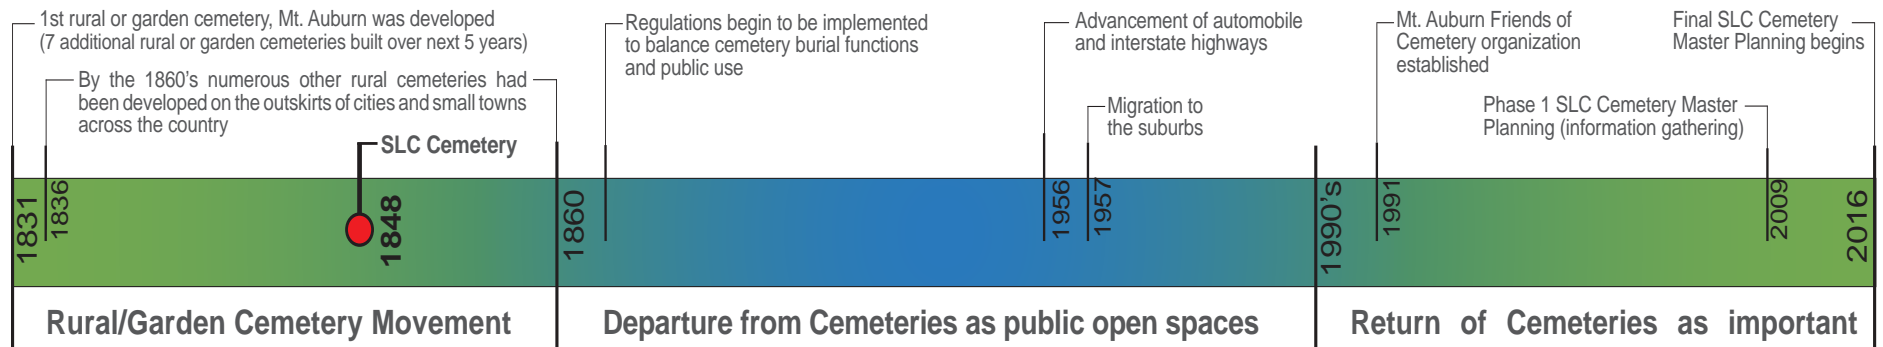 1st rural or garden cemetery, Mt. Auburn was developed
(7 additional rural or garden cemeteries built over next 5 years)
By the 1860's numerous other rural cemeteries had
been developed on the outskirts of cities and small towns
across the country
SLC Cemetery
Regulations begin to be implemented
to balance cemetery burial functions
and public use
Advancement of automobile
and interstate highways
Migration to
the suburbs
Mt. Auburn Friends of
Cemetery organization
established
Final SLC Cemetery
Master Planning begins
Phase 1 SLC Cemetery Master
Planning (information gathering)
1831
1836
1848
1860
1956
1957
1990's
1991
2009
2016
Rural/Garden Cemetery Movement
Departure from Cemeteries as public open spaces
Return of Cemeteries as important